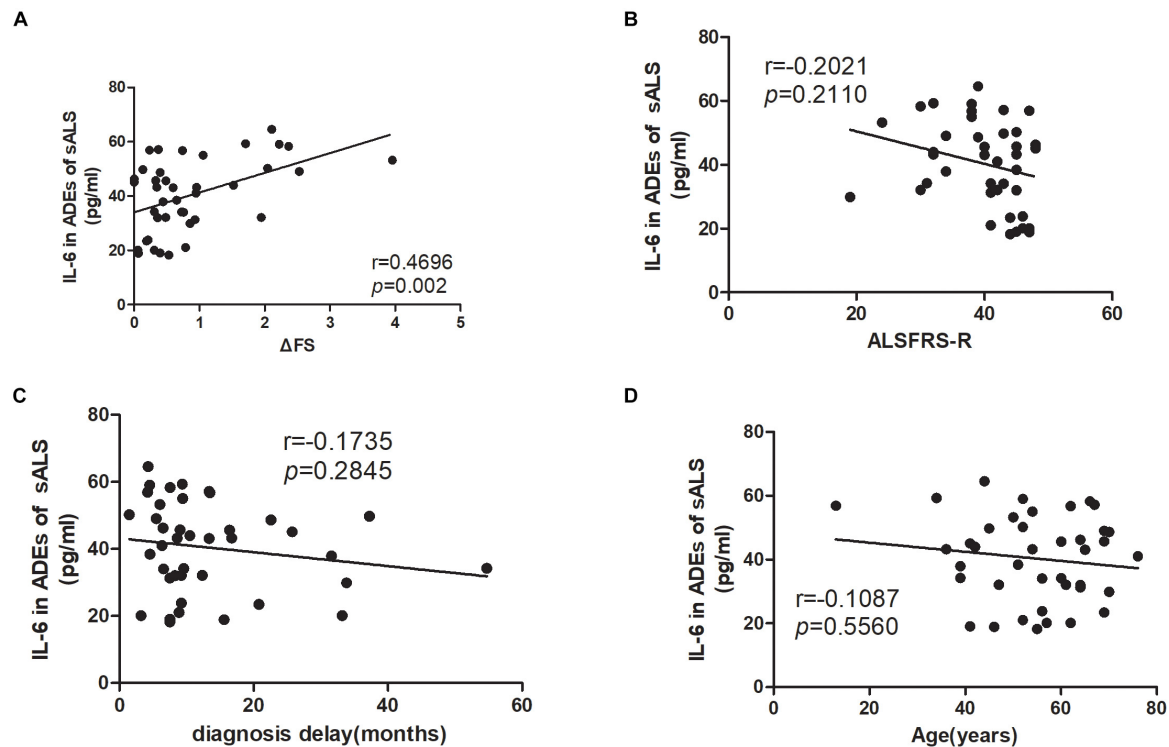 A
IL-6 in ADEs of sALS
(pg/ml)
80
60
40
20
0
r=0.4696
p=0.002
0 1 2 3 4 5
ΔFS
B
IL-6 in ADEs of sALS
(pg/ml)
80
60
40
20
0
r=-0.2021
p=0.2110
0 20 40 60
ALSFRS-R
C
IL-6 in ADEs of sALS
(pg/ml)
80
60
40
20
0
r=-0.1735
p=0.2845
0 20 40 60
diagnosis delay(months)
D
IL-6 in ADEs of sALS
(pg/ml)
80
60
40
20
0
r=-0.1087
p=0.5560
0 20 40 60 80
Age(years)